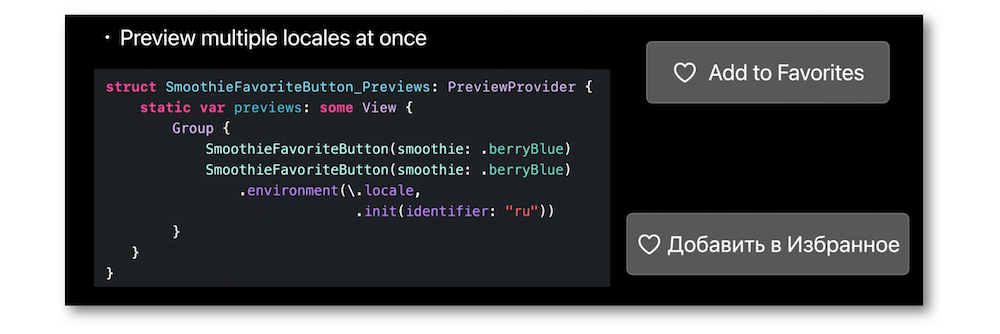 • Preview multiple locales at once
struct SmoothieFavoriteButton_Previews: PreviewProvider {
    static var previews: some View {
        Group {
            SmoothieFavoriteButton(smoothie: .berryBlue)
            SmoothieFavoriteButton(smoothie: .berryBlue)
                .environment(\.locale,
                              .init(identifier: "ru"))
        }
    }
}
Add to Favorites
Добавить в Избранное